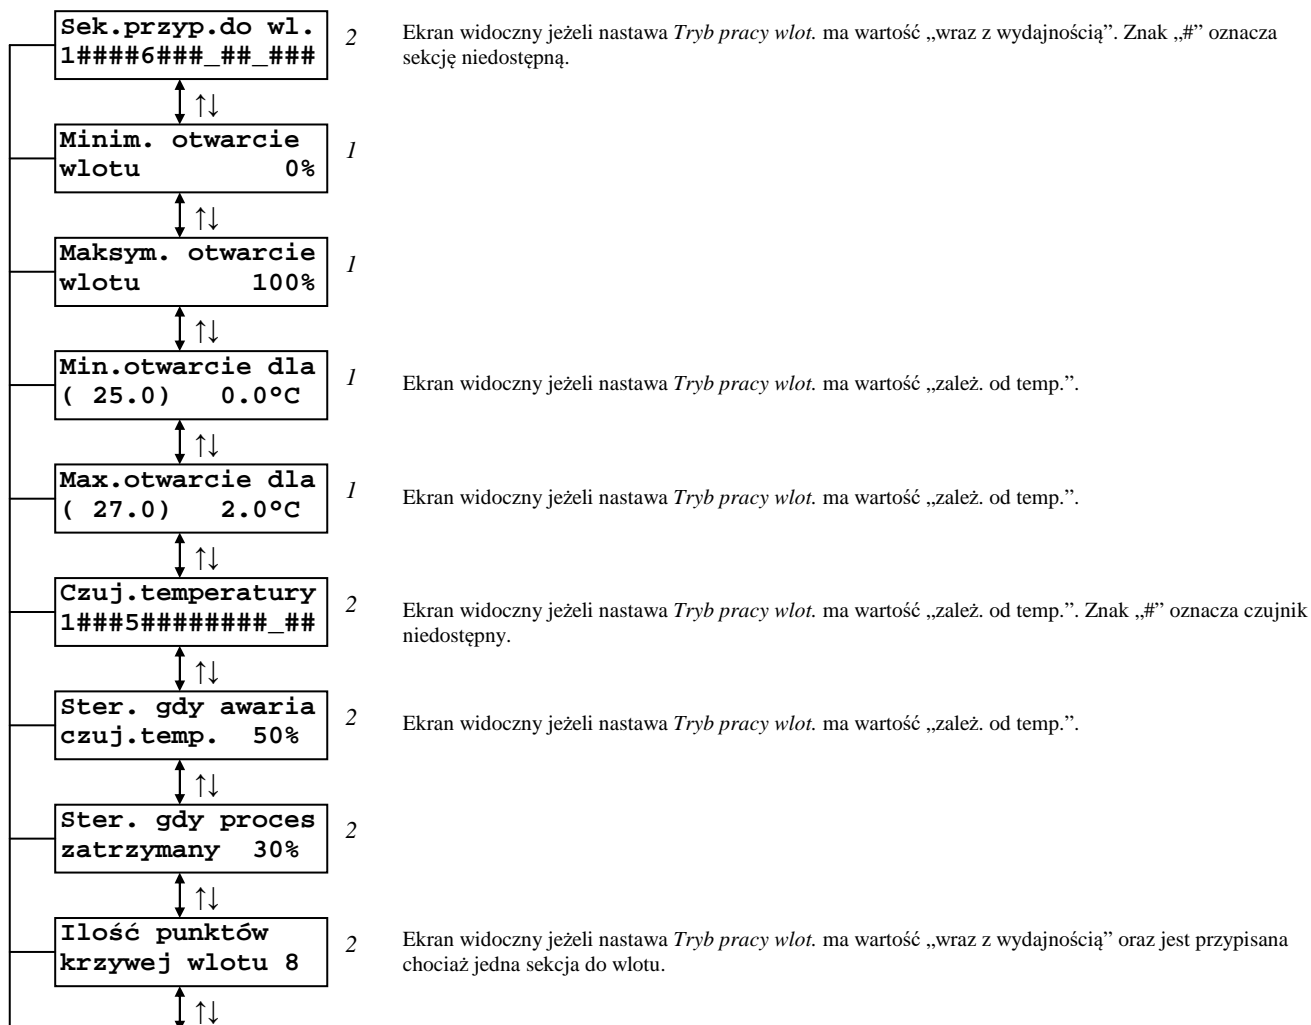 Sek.przyp.do wl.
1####6###_##_###
2
Ekran widoczny jeżeli nastawa Tryb pracy wlot. ma wartość „wraz z wydajnością”. Znak „#” oznacza
sekcję niedostępną.
↑↓
Minim. otwarcie
wlotu 0%
1
↑↓
Maksym. otwarcie
wlotu 100%
1
↑↓
Min.otwarcie dla
( 25.0) 0.0°C
1
Ekran widoczny jeżeli nastawa Tryb pracy wlot. ma wartość „zależ. od temp.”.
↑↓
Max.otwarcie dla
( 27.0) 2.0°C
1
Ekran widoczny jeżeli nastawa Tryb pracy wlot. ma wartość „zależ. od temp.”.
↑↓
Czuj.temperatury
1###5########_##
2
Ekran widoczny jeżeli nastawa Tryb pracy wlot. ma wartość „zależ. od temp.”. Znak „#” oznacza czujnik
niedostępny.
↑↓
Ster. gdy awaria
czuj.temp. 50%
2
Ekran widoczny jeżeli nastawa Tryb pracy wlot. ma wartość „zależ. od temp.”.
↑↓
Ster. gdy proces
zatrzymany 30%
2
↑↓
Ilość punktów
krzywej wlotu 8
2
Ekran widoczny jeżeli nastawa Tryb pracy wlot. ma wartość „wraz z wydajnością” oraz jest przypisana
chociaż jedna sekcja do wlotu.
↑↓